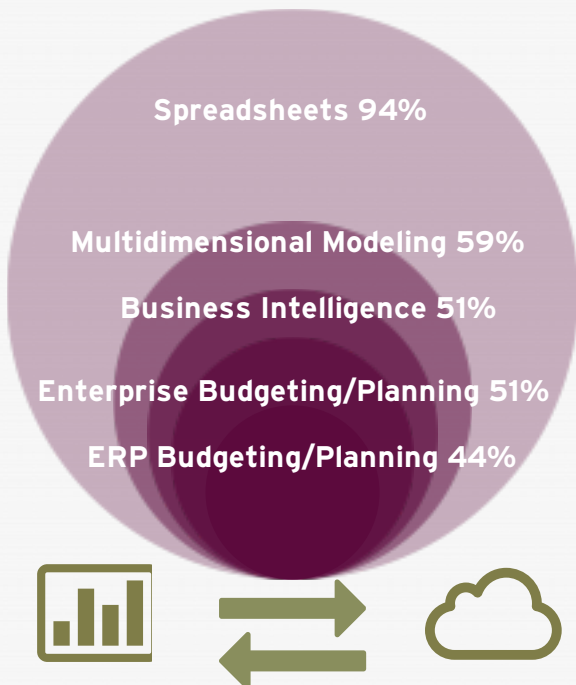 Spreadsheets 94%
Multidimensional Modeling 59%
Business Intelligence 51%
Enterprise Budgeting/Planning 51%
ERP Budgeting/Planning 44%